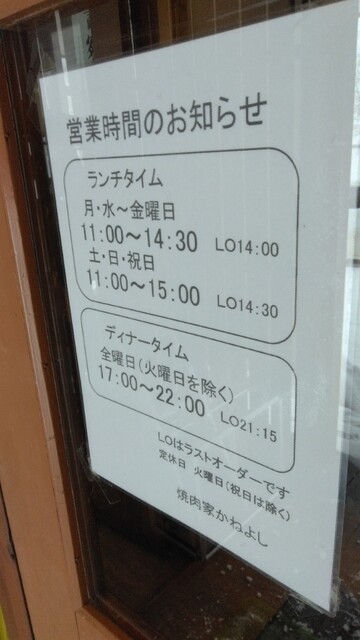 営業時間のお知らせ
ランチタイム
月・水～金曜日
11:00～14:30 LO14:00
土・日・祝日
11:00～15:00 LO14:30
ディナータイム
全曜日(火曜日を除く)
17:00～22:00 LO21:15
LOはラストオーダーです
定休日 火曜日(祝日は除く)
焼肉家かねよし